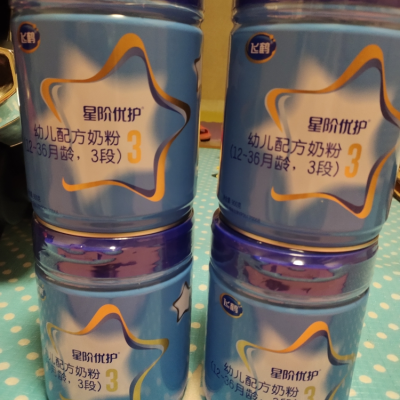 飞鹤
星阶优护
幼儿配方奶粉
(12~36月龄，3段)
3
飞鹤
星阶优护
幼儿配方奶粉
(12~36月龄，3段)
3
星阶优护
幼儿配方奶粉
月龄，3段)
3
飞鹤
星阶优护
幼儿配方奶粉
(12~36月龄，3段)
3